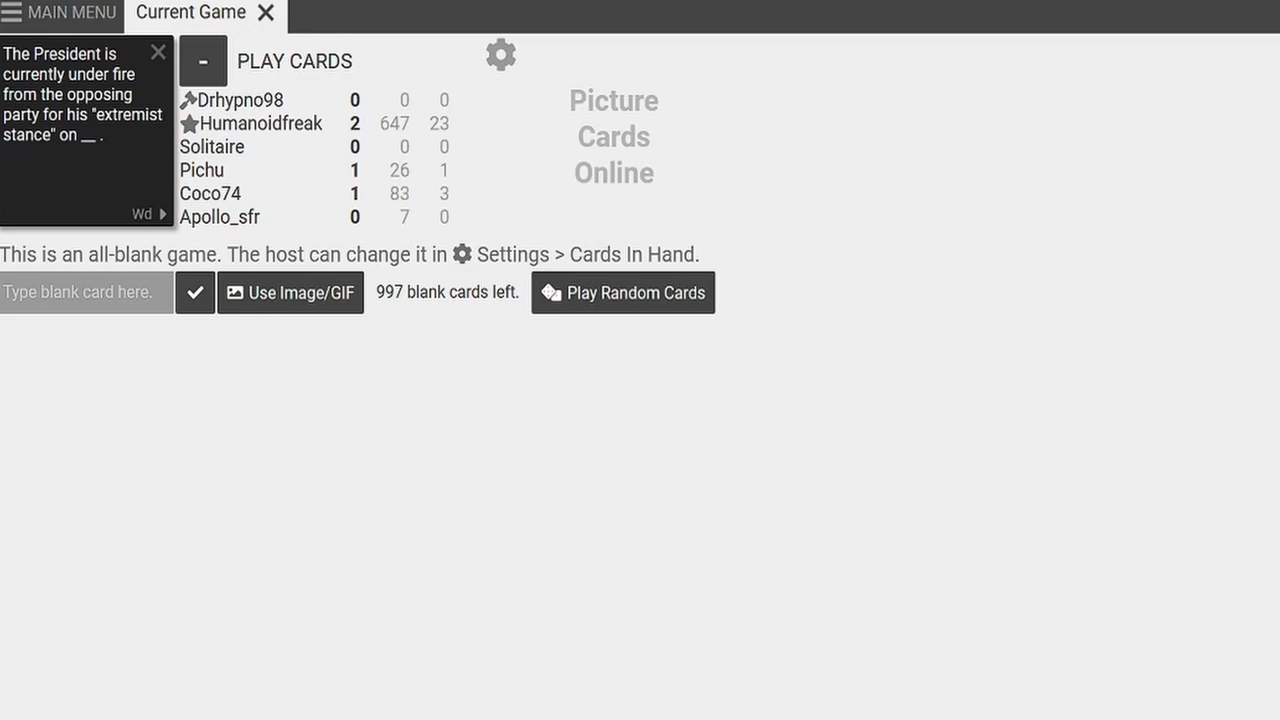 MAIN MENU
Current Game
The President is
currently under fire
from the opposing
party for his "extremist
stance" on __ .
Wd
- PLAY CARDS
Drhypno98 0 0 0
Humanoidfreak 2 647 23
Solitaire 0 0 0
Pichu 1 26 1
Coco74 1 83 3
Apollo_sfr 0 7 0
Picture
Cards
Online
This is an all-blank game. The host can change it in Settings > Cards In Hand.
Type blank card here. Use Image/GIF 997 blank cards left. Play Random Cards